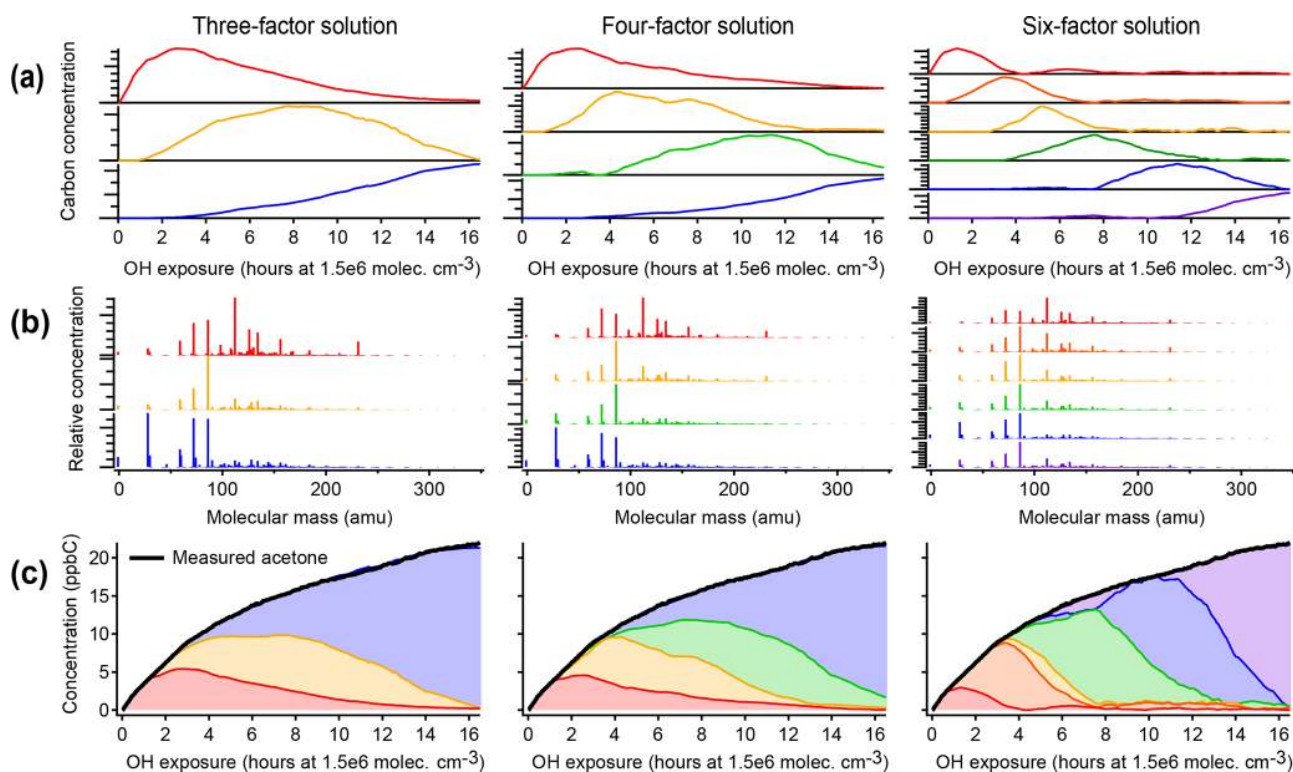 Three-factor solution Four-factor solution Six-factor solution
(a)
Carbon concentration
0 2 4 6 8 10 12 14 16 0 2 4 6 8 10 12 14 16 0 2 4 6 8 10 12 14 16
OH exposure (hours at 1.5e6 molec. cm⁻³) OH exposure (hours at 1.5e6 molec. cm⁻³) OH exposure (hours at 1.5e6 molec. cm⁻³)
(b)
Relative concentration
0 100 200 300 0 100 200 300 0 100 200 300
Molecular mass (amu) Molecular mass (amu) Molecular mass (amu)
(c)
Concentration (ppbC)
20
15
10
5
0
Measured acetone
0 2 4 6 8 10 12 14 16 0 2 4 6 8 10 12 14 16 0 2 4 6 8 10 12 14 16
OH exposure (hours at 1.5e6 molec. cm⁻³) OH exposure (hours at 1.5e6 molec. cm⁻³) OH exposure (hours at 1.5e6 molec. cm⁻³)